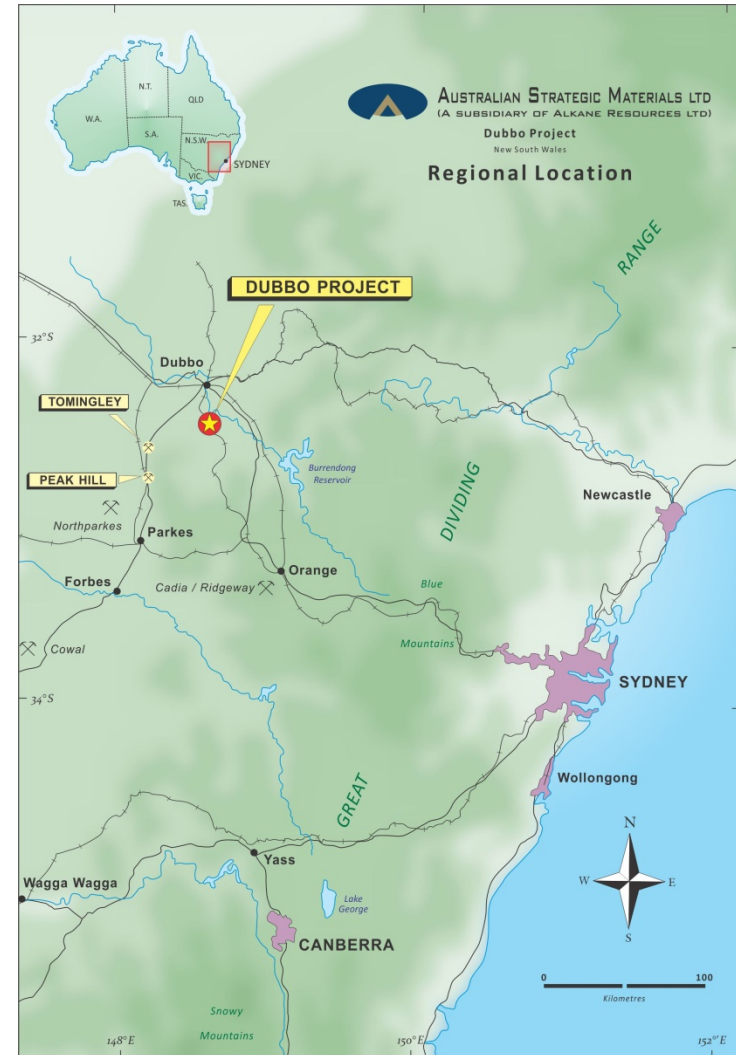 N.T.
QLD
W.A.
S.A.
N.S.W.
SYDNEY
VIC.
TAS.
AUSTRALIAN STRATEGIC MATERIALS LTD
(A SUBSIDIARY OF ALKANE RESOURCES LTD)
Dubbo Project
New South Wales
Regional Location
RANGE
DUBBO PROJECT
32°S
Dubbo
TOMINGLEY
PEAK HILL
Burrendong
Reservoir
DIVIDING
Newcastle
Northparkes
Parkes
Orange
Forbes
Cadia / Ridgeway
Blue
Mountains
Cowal
SYDNEY
34°S
Wollongong
GREAT
Yass
Wagga Wagga
Lake
George
CANBERRA
N
W
E
S
0
100
Kilometres
Snowy
Mountains
148°E
150°E
152°E